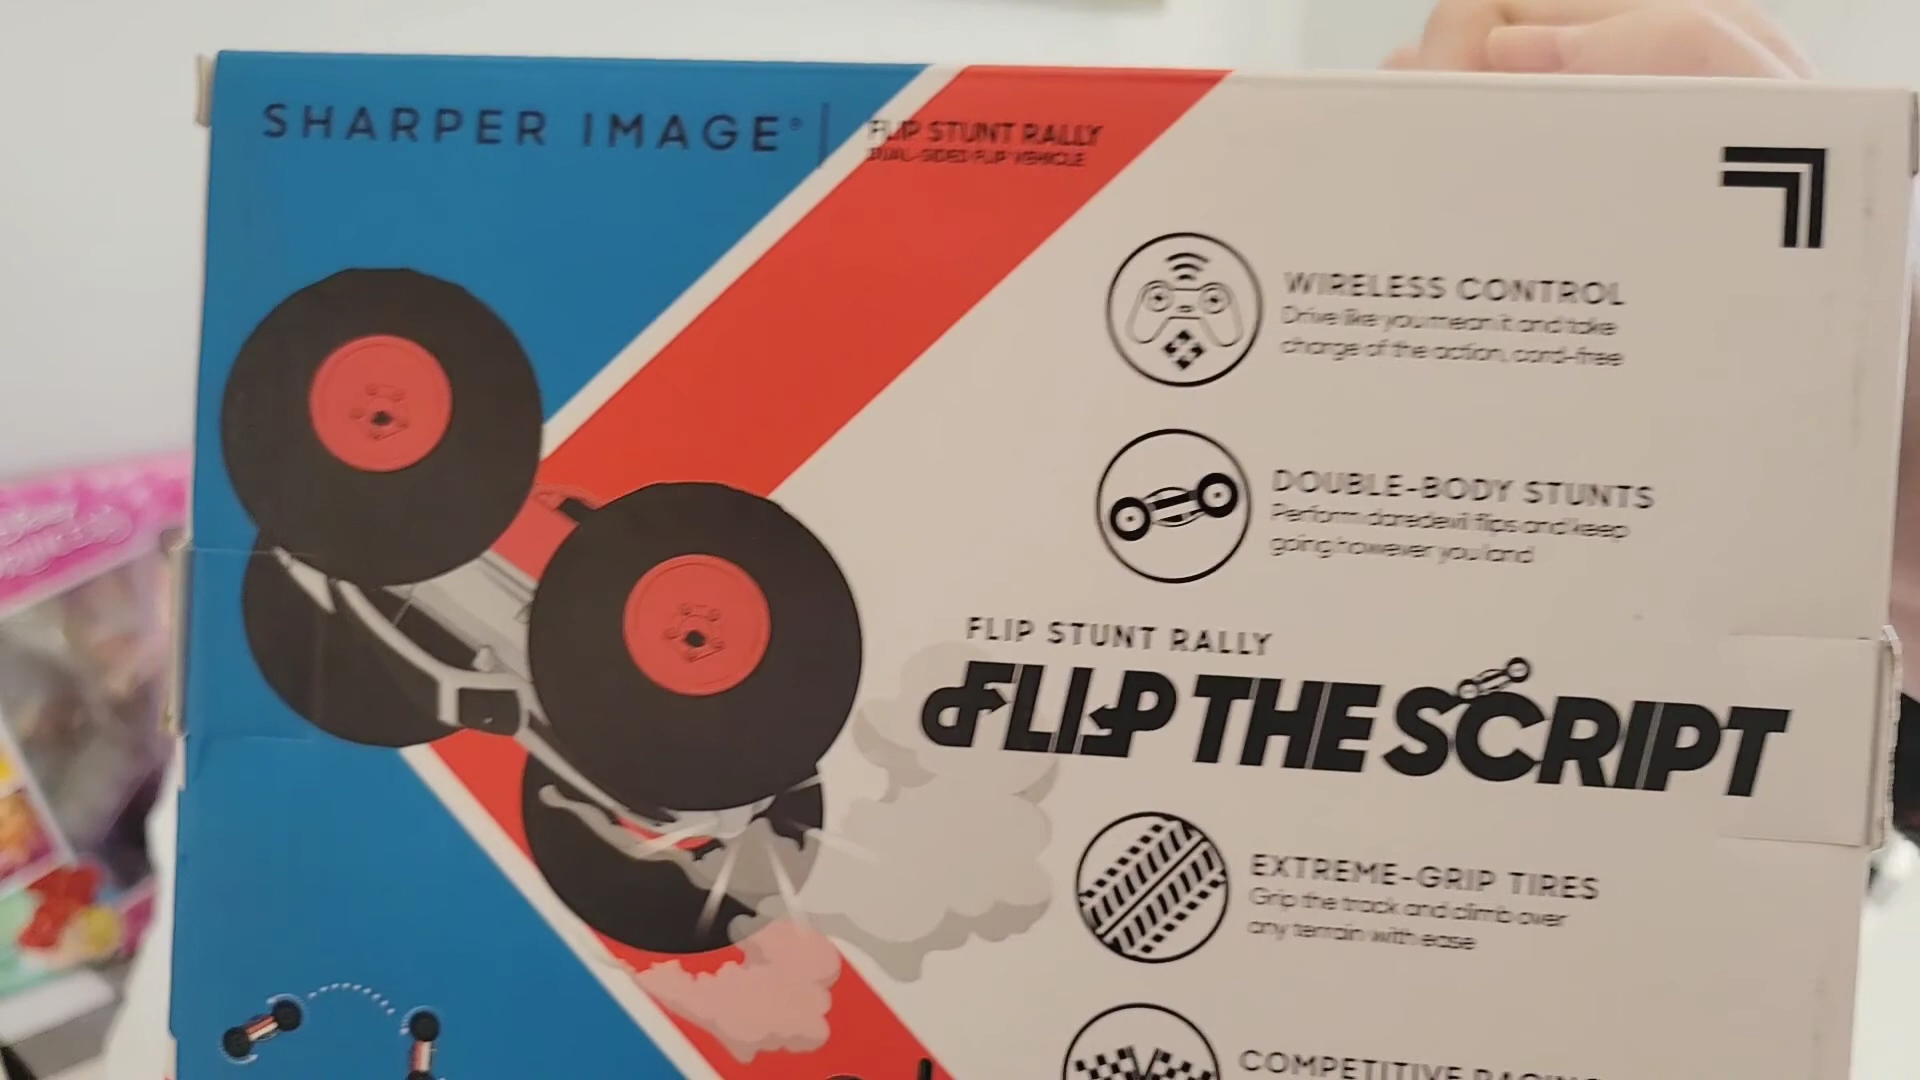 SHARPER IMAGE®
FLIP STUNT RALLY
DUAL-SIDED FLIP VEHICLE
WIRELESS CONTROL
Drive like you mean it and take
charge of the action, cord-free
DOUBLE-BODY STUNTS
Perform daredevil flips and keep
going however you land
FLIP STUNT RALLY
FLIP THE SCRIPT
EXTREME-GRIP TIRES
Grip the track and climb over
any terrain with ease
COMPETITIVE RACING